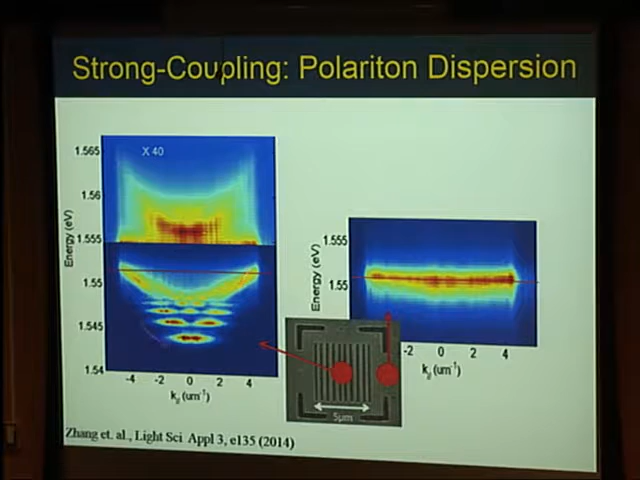 Strong-Coupling: Polariton Dispersion
X 40
1.565
1.56
1.555
1.55
1.545
1.54
Energy (eV)
-4 -2 0 2 4
k// (um⁻¹)
1.555
1.55
Energy (eV)
-2 0 2 4
k// (μm⁻¹)
5μm
Zhang et. al., Light Sci Appl 3, e135 (2014)